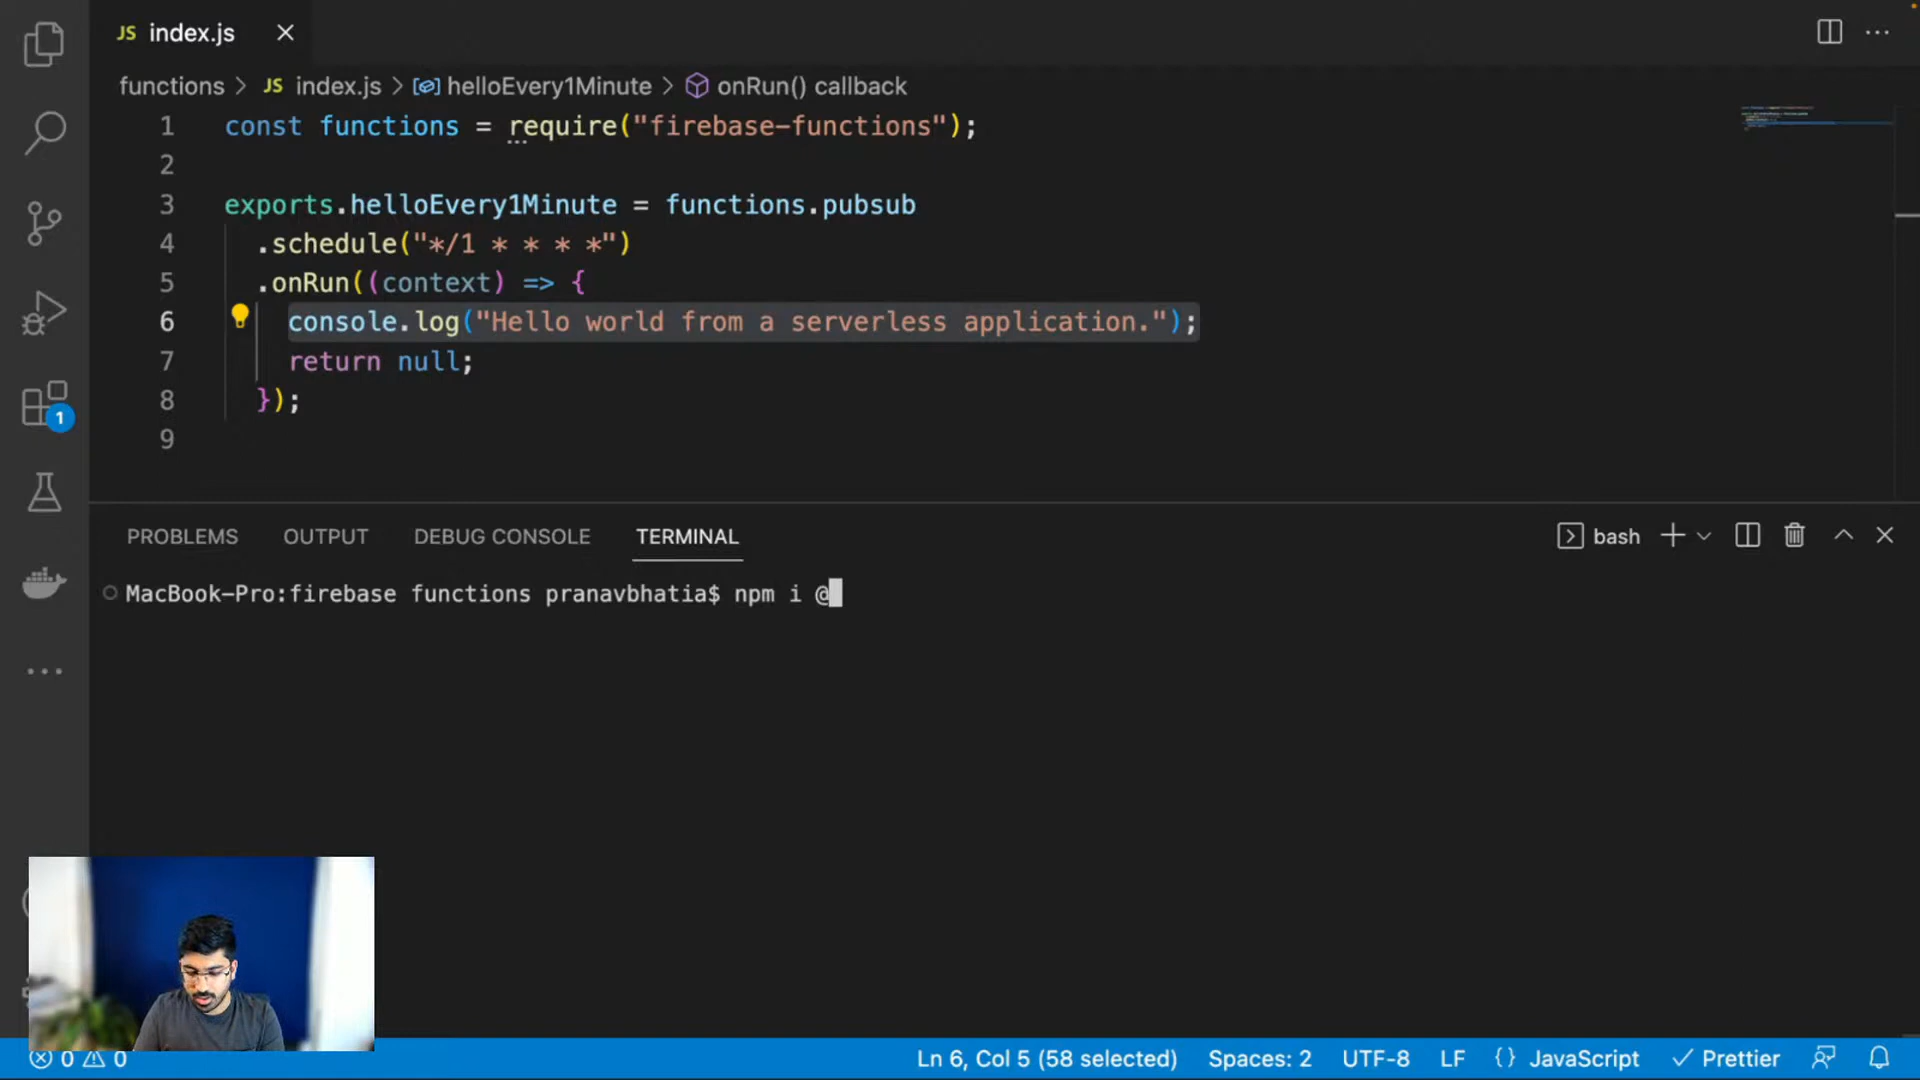 JS index.js
functions > JS index.js > helloEvery1Minute > onRun() callback
1 const functions = require("firebase-functions");
2
3 exports.helloEvery1Minute = functions.pubsub
4 .schedule("*/1 * * * *")
5 .onRun((context) => {
6 console.log("Hello world from a serverless application.");
7 return null;
8 });
9
1
PROBLEMS OUTPUT DEBUG CONSOLE TERMINAL bash
MacBook-Pro:firebase functions pranavbhatia$ npm i @
0 0 Ln 6, Col 5 (58 selected) Spaces: 2 UTF-8 LF {} JavaScript Prettier